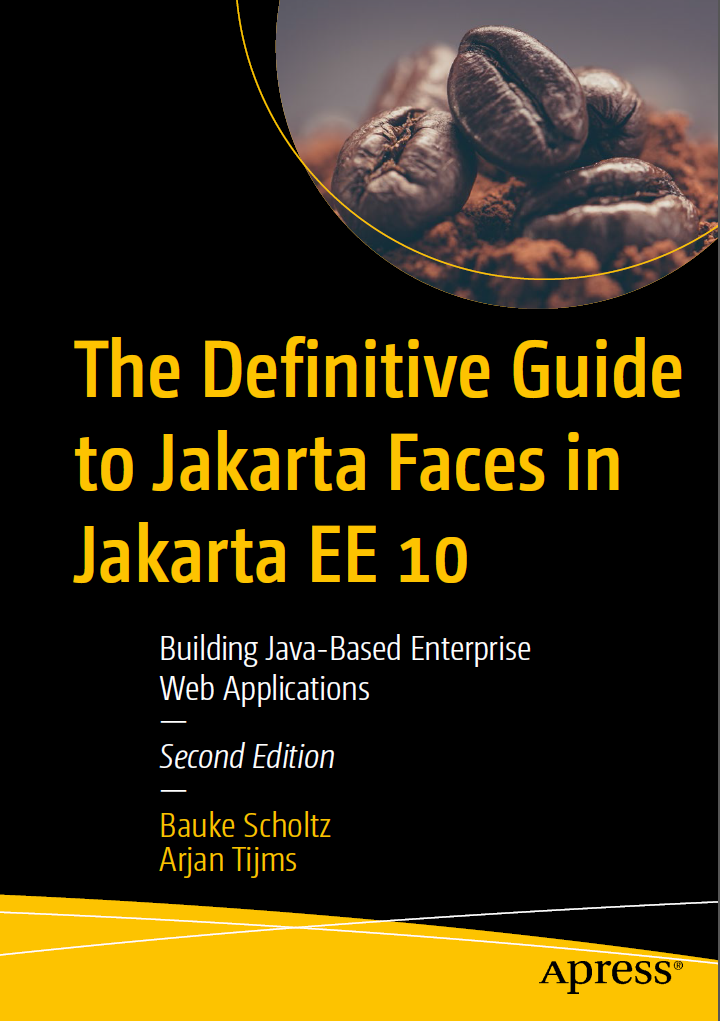 The Definitive Guide
to Jakarta Faces in
Jakarta EE 10
Building Java-Based Enterprise
Web Applications
—
Second Edition
—
Bauke Scholtz
Arjan Tijms
Apress®